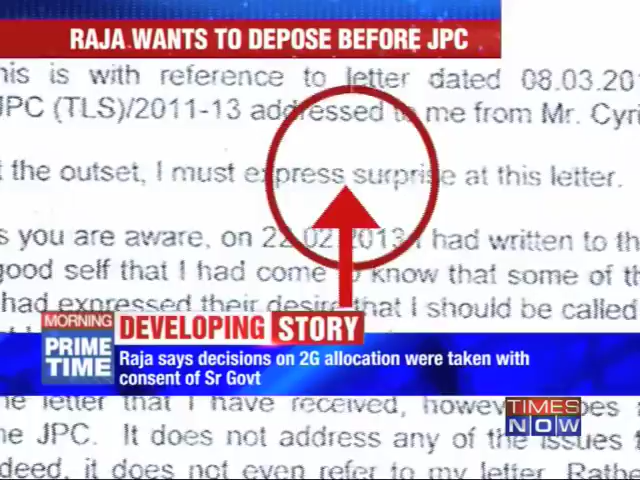 RAJA WANTS TO DEPOSE BEFORE JPC
his is with reference to letter dated 08.03.201
JPC (TLS)/2011-13 addressed to me from Mr. Cyri
t the outset, I must express surprise at this letter.
s you are aware, on 22.02.2013 I had written to th
good self that I had come to know that some of th
had expressed their desire that I should be called
MORNING
PRIME
TIME
DEVELOPING STORY
Raja says decisions on 2G allocation were taken with
consent of Sr Govt
he letter that I have received, however
TIMES
NOW
he JPC. It does not address any of the issues t
deed, it does not even refer to my letter. Rathe